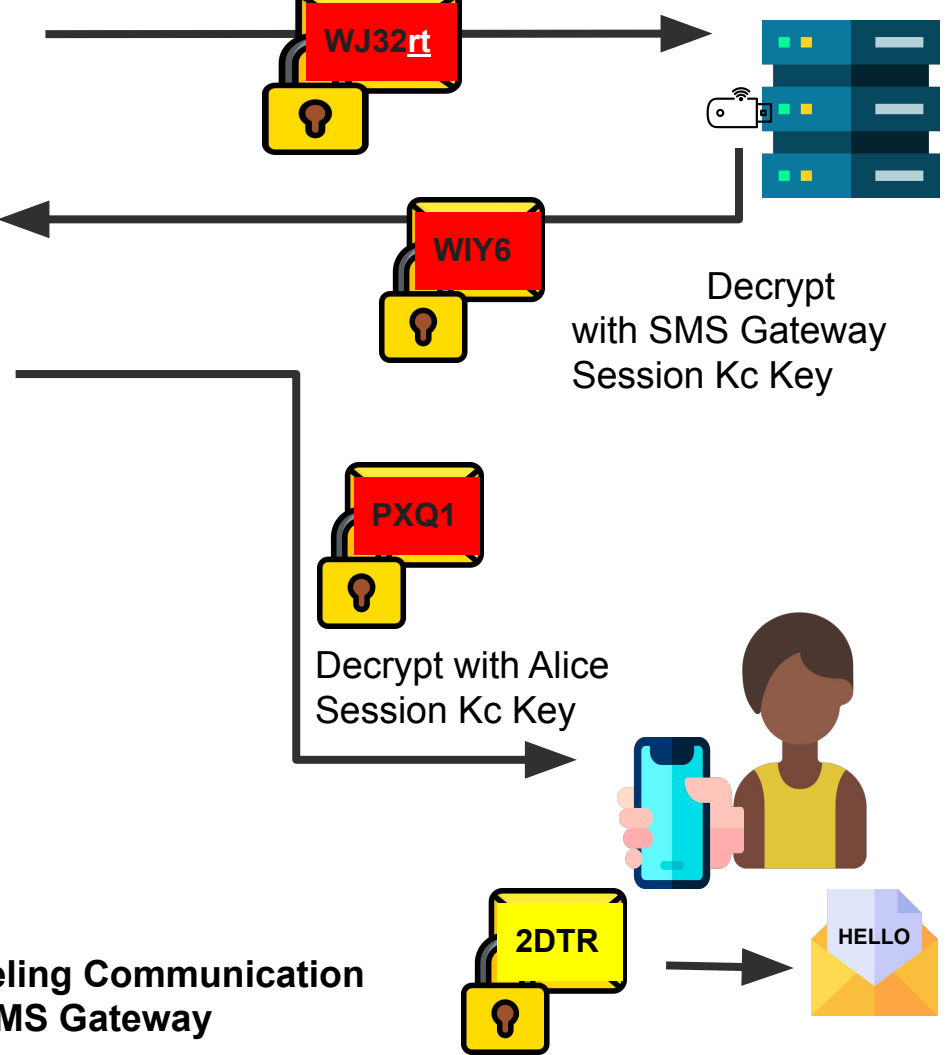 WJ32rt
WIY6
Decrypt
with SMS Gateway
Session Kc Key
PXQ1
Decrypt with Alice
Session Kc Key
2DTR
HELLO
eling Communication
MS Gateway